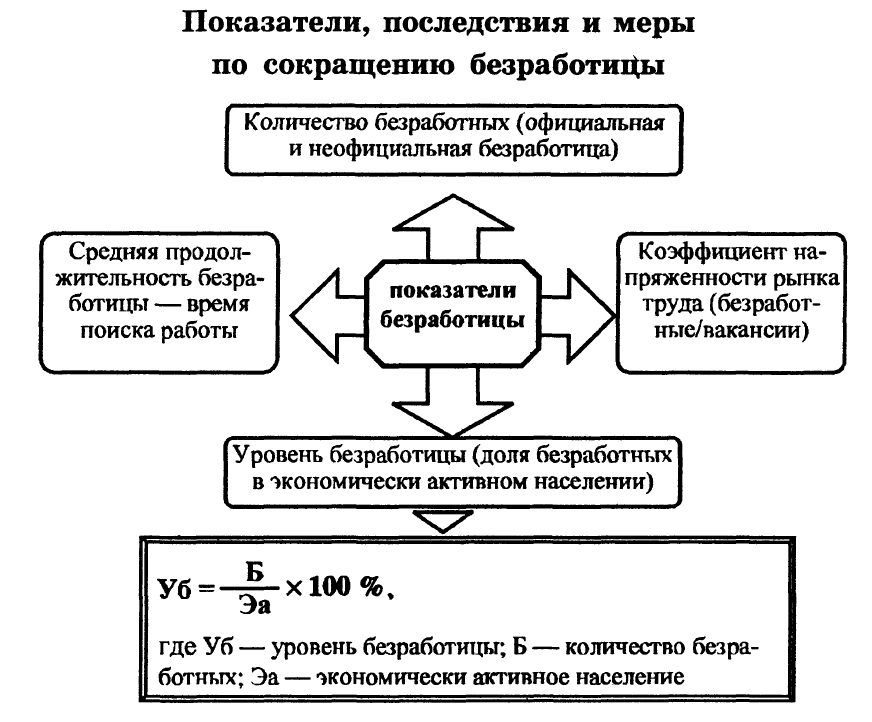 Показатели, последствия и меры
по сокращению безработицы
Количество безработных (официальная
и неофициальная безработица)
Средняя продол-
жительность безра-
ботицы — время
поиска работы
показатели
безработицы
Коэффициент на-
пряженности рынка
труда (безработ-
ные/вакансии)
Уровень безработицы (доля безработных
в экономически активном населении)
Уб = Б / Эа × 100 %,
где Уб — уровень безработицы; Б — количество безра-
ботных; Эа — экономически активное население